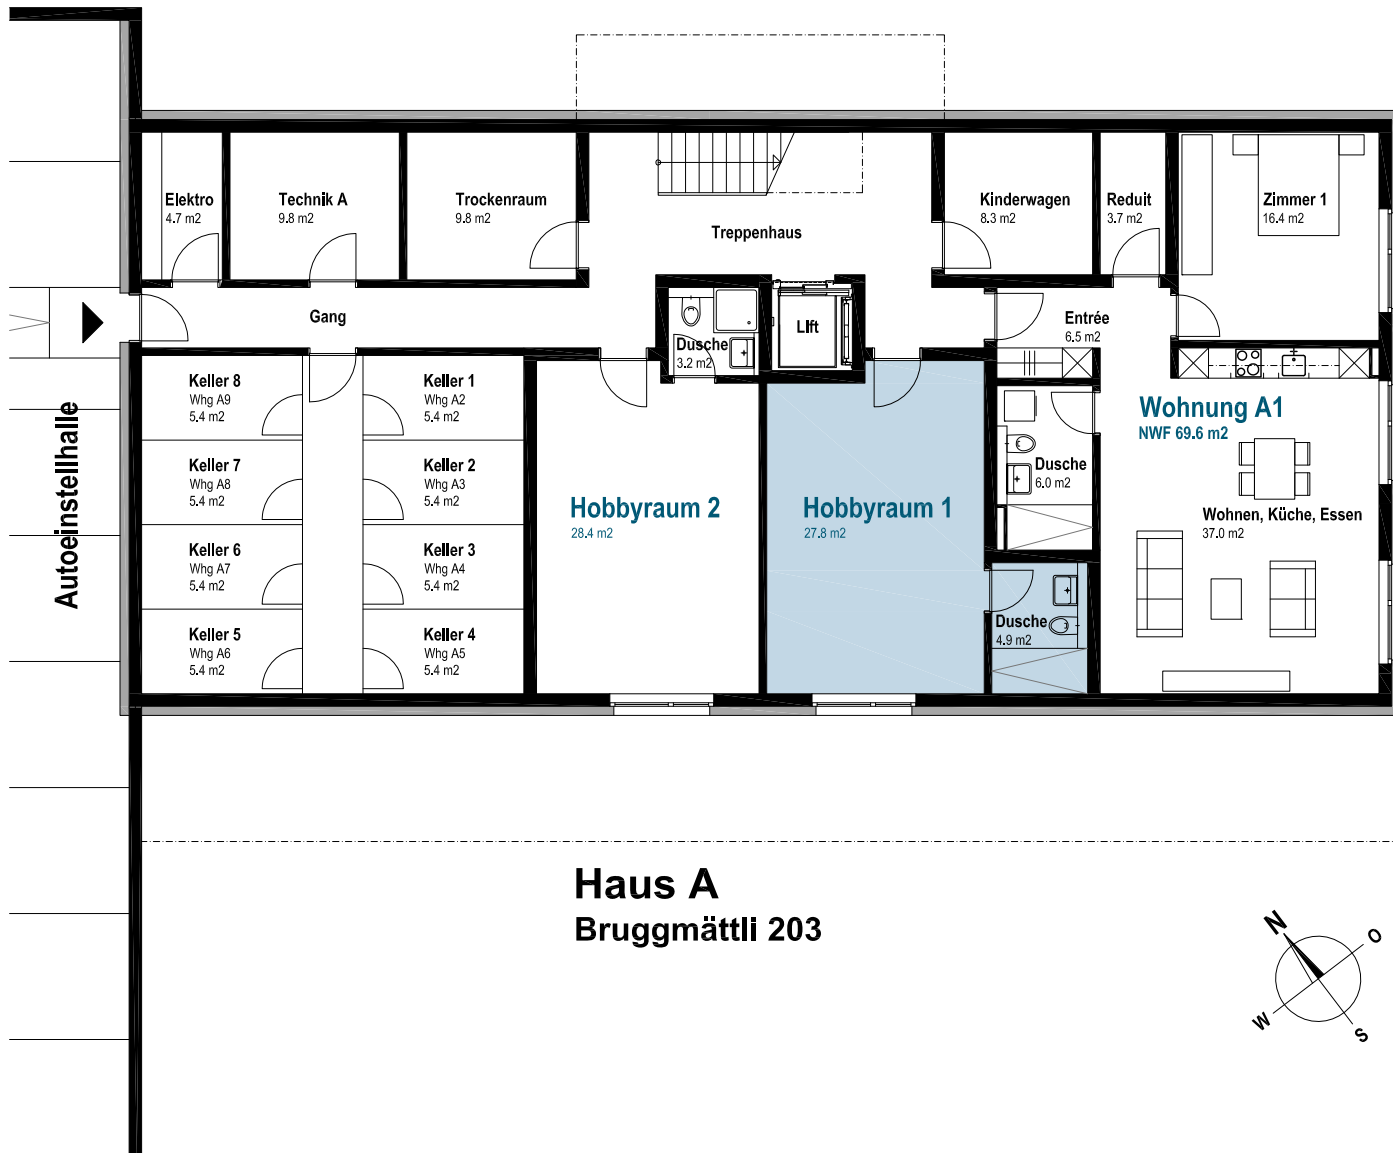 Elektro
4.7 m2
Technik A
9.8 m2
Trockenraum
9.8 m2
Treppenhaus
Kinderwagen
8.3 m2
Reduit
3.7 m2
Zimmer 1
16.4 m2
Gang
Dusche
3.2 m2
Lift
Entrée
6.5 m2
Autoeinstellhalle
Keller 8
Whg A9
5.4 m2
Keller 1
Whg A2
5.4 m2
Keller 7
Whg A8
5.4 m2
Keller 2
Whg A3
5.4 m2
Keller 6
Whg A7
5.4 m2
Keller 3
Whg A4
5.4 m2
Keller 5
Whg A6
5.4 m2
Keller 4
Whg A5
5.4 m2
Hobbyraum 2
28.4 m2
Hobbyraum 1
27.8 m2
Dusche
6.0 m2
Dusche
4.9 m2
Wohnung A1
NWF 69.6 m2
Wohnen, Küche, Essen
37.0 m2
Haus A
Bruggmättli 203
N
O
W
S